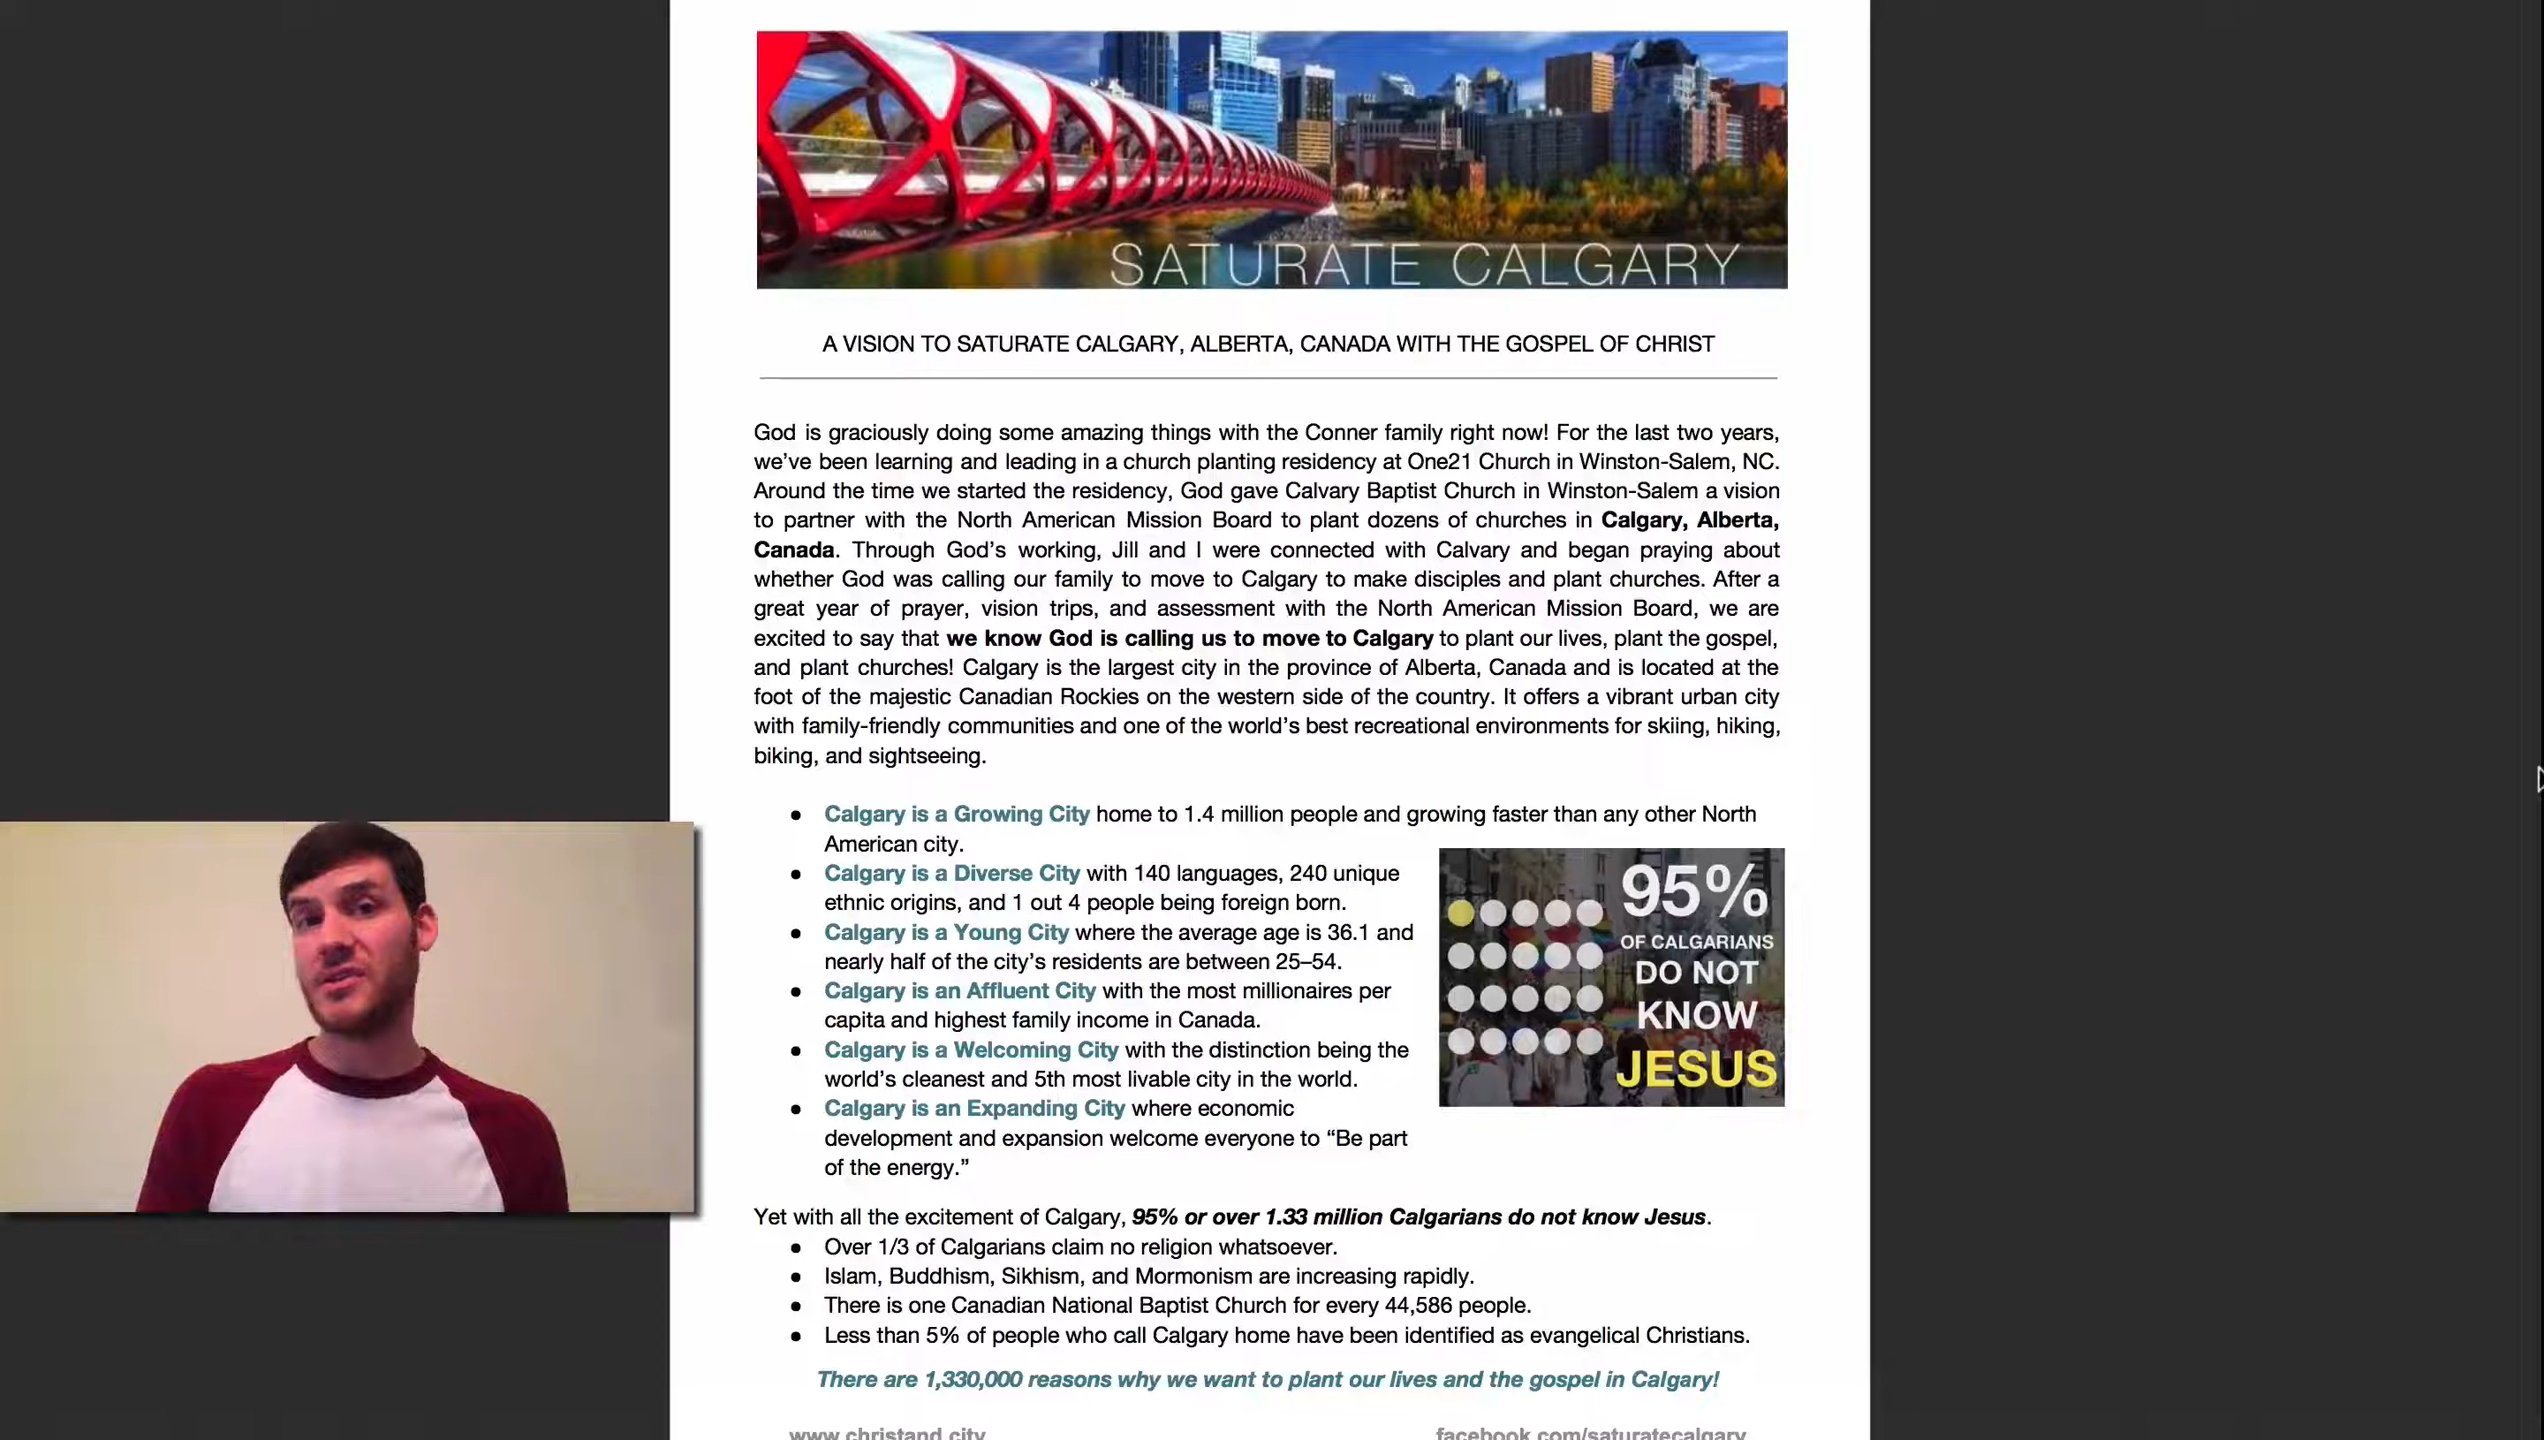 SATURATE CALGARY
A VISION TO SATURATE CALGARY, ALBERTA, CANADA WITH THE GOSPEL OF CHRIST
God is graciously doing some amazing things with the Conner family right now! For the last two years,
we’ve been learning and leading in a church planting residency at One21 Church in Winston-Salem, NC.
Around the time we started the residency, God gave Calvary Baptist Church in Winston-Salem a vision
to partner with the North American Mission Board to plant dozens of churches in Calgary, Alberta,
Canada. Through God’s working, Jill and I were connected with Calvary and began praying about
whether God was calling our family to move to Calgary to make disciples and plant churches. After a
great year of prayer, vision trips, and assessment with the North American Mission Board, we are
excited to say that we know God is calling us to move to Calgary to plant our lives, plant the gospel,
and plant churches! Calgary is the largest city in the province of Alberta, Canada and is located at the
foot of the majestic Canadian Rockies on the western side of the country. It offers a vibrant urban city
with family-friendly communities and one of the world’s best recreational environments for skiing, hiking,
biking, and sightseeing.
● Calgary is a Growing City home to 1.4 million people and growing faster than any other North
American city.
● Calgary is a Diverse City with 140 languages, 240 unique
ethnic origins, and 1 out 4 people being foreign born.
● Calgary is a Young City where the average age is 36.1 and
nearly half of the city’s residents are between 25–54.
● Calgary is an Affluent City with the most millionaires per
capita and highest family income in Canada.
● Calgary is a Welcoming City with the distinction being the
world’s cleanest and 5th most livable city in the world.
● Calgary is an Expanding City where economic
development and expansion welcome everyone to “Be part
of the energy.”
95%
OF CALGARIANS
DO NOT
KNOW
JESUS
Yet with all the excitement of Calgary, 95% or over 1.33 million Calgarians do not know Jesus.
● Over 1/3 of Calgarians claim no religion whatsoever.
● Islam, Buddhism, Sikhism, and Mormonism are increasing rapidly.
● There is one Canadian National Baptist Church for every 44,586 people.
● Less than 5% of people who call Calgary home have been identified as evangelical Christians.
There are 1,330,000 reasons why we want to plant our lives and the gospel in Calgary!
www.christand.city facebook.com/saturatecalgary